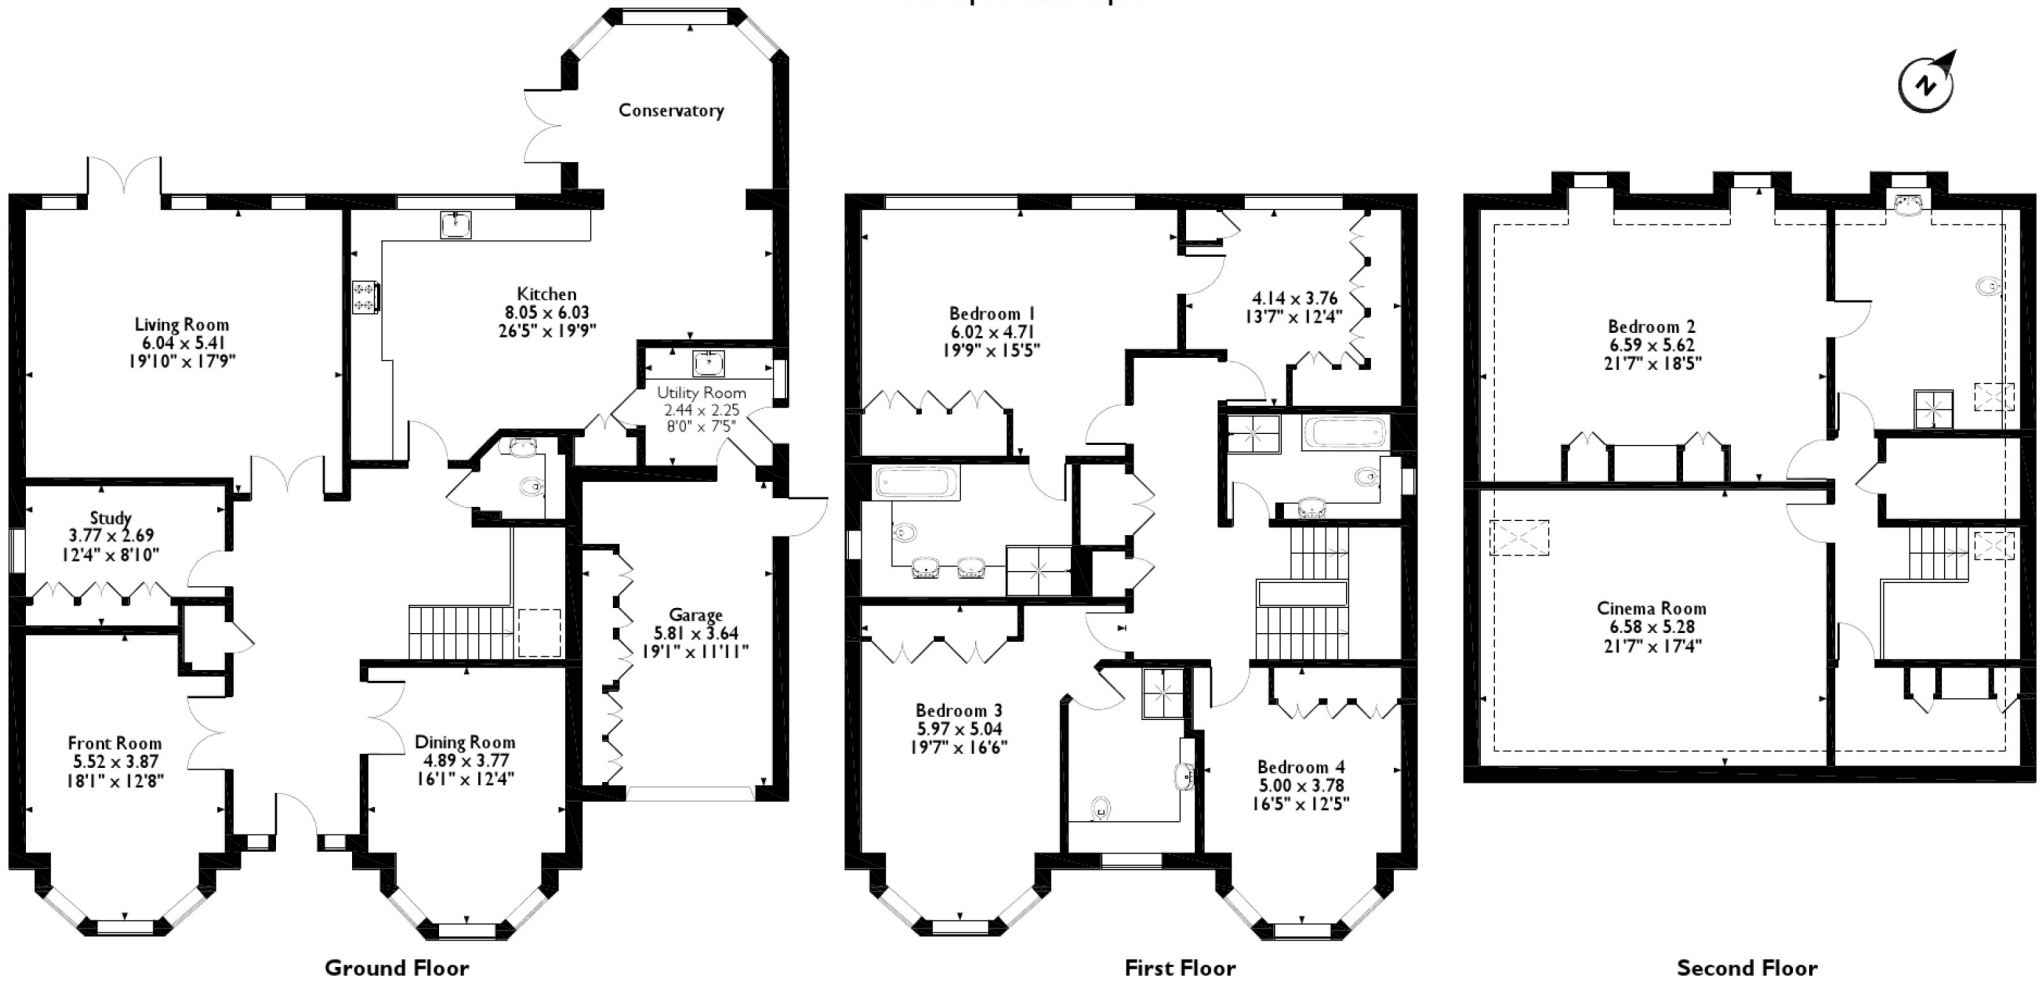 Conservatory
N
Kitchen
8.05 x 6.03
26'5" x 19'9"
Living Room
6.04 x 5.41
19'10" x 17'9"
Utility Room
2.44 x 2.25
8'0" x 7'5"
Study
3.77 x 2.69
12'4" x 8'10"
Garage
5.81 x 3.64
19'1" x 11'11"
Front Room
5.52 x 3.87
18'1" x 12'8"
Dining Room
4.89 x 3.77
16'1" x 12'4"
Ground Floor
Bedroom 1
6.02 x 4.71
19'9" x 15'5"
4.14 x 3.76
13'7" x 12'4"
Bedroom 3
5.97 x 5.04
19'7" x 16'6"
Bedroom 4
5.00 x 3.78
16'5" x 12'5"
First Floor
Bedroom 2
6.59 x 5.62
21'7" x 18'5"
Cinema Room
6.58 x 5.28
21'7" x 17'4"
Second Floor